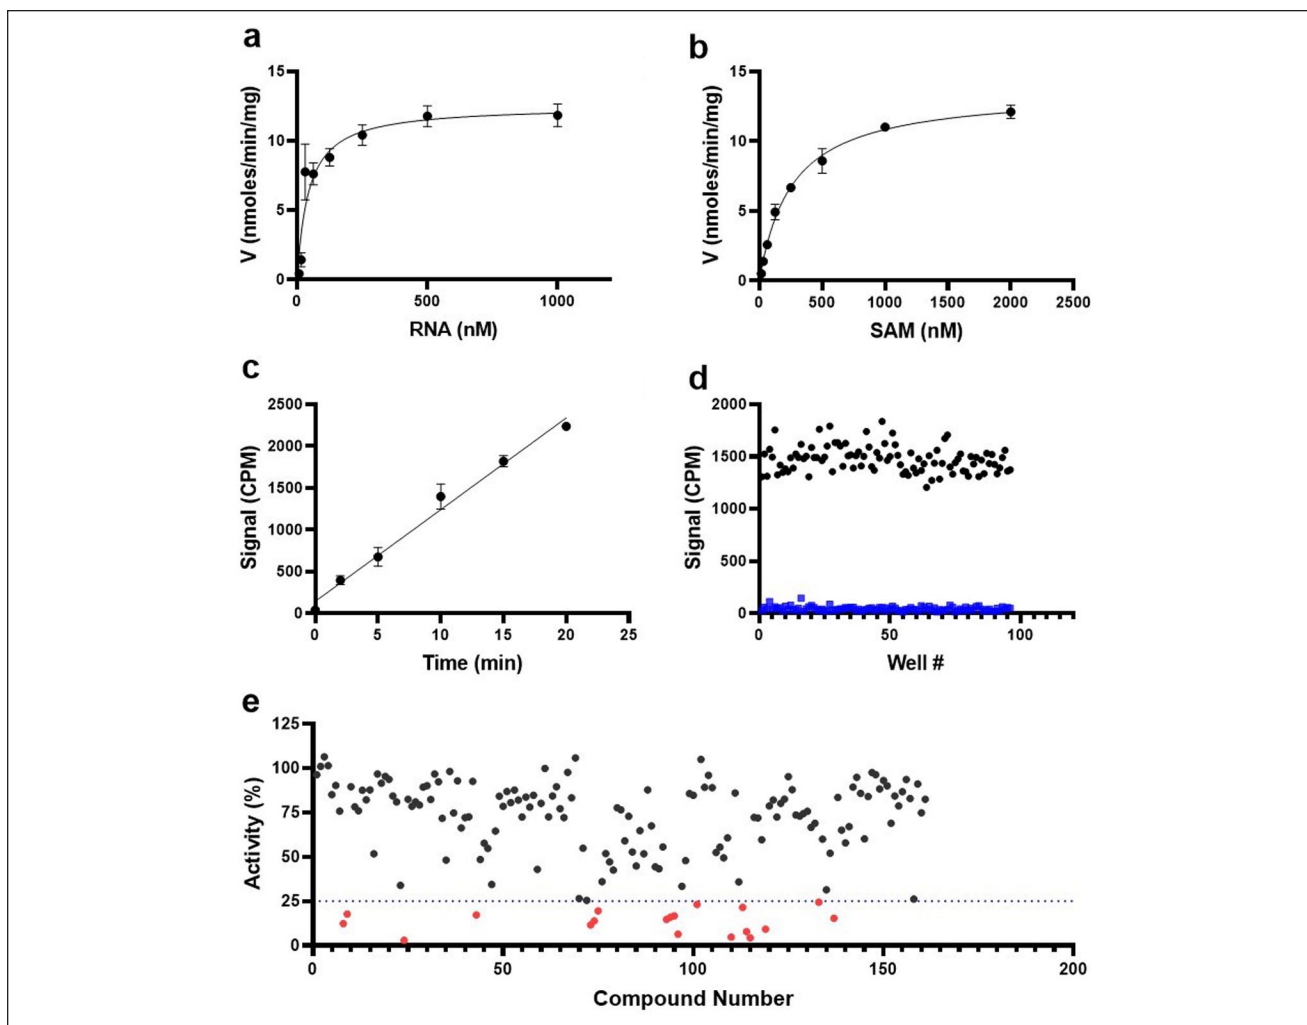 a
15
10
5
0
V (nmoles/min/mg)
0 500 1000
RNA (nM)
b
15
10
5
0
V (nmoles/min/mg)
0 500 1000 1500 2000 2500
SAM (nM)
c
2500
2000
1500
1000
500
0
Signal (CPM)
0 5 10 15 20 25
Time (min)
d
2000
1500
1000
500
0
Signal (CPM)
0 50 100
Well #
e
125
100
75
50
25
0
Activity (%)
0 50 100 150 200
Compound Number